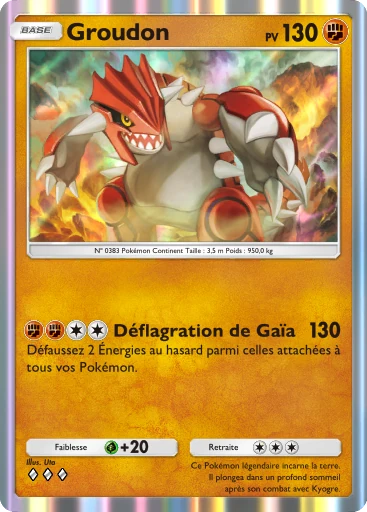 BASE Groudon PV 130
N° 0383 Pokémon Continent Taille : 3,5 m Poids : 950,0 kg
Déflagration de Gaïa 130
Défaussez 2 Énergies au hasard parmi celles attachées à
tous vos Pokémon.
Faiblesse +20 Retraite
Illus. Uta
Ce Pokémon légendaire incarne la terre.
Il plongea dans un profond sommeil
après son combat avec Kyogre.